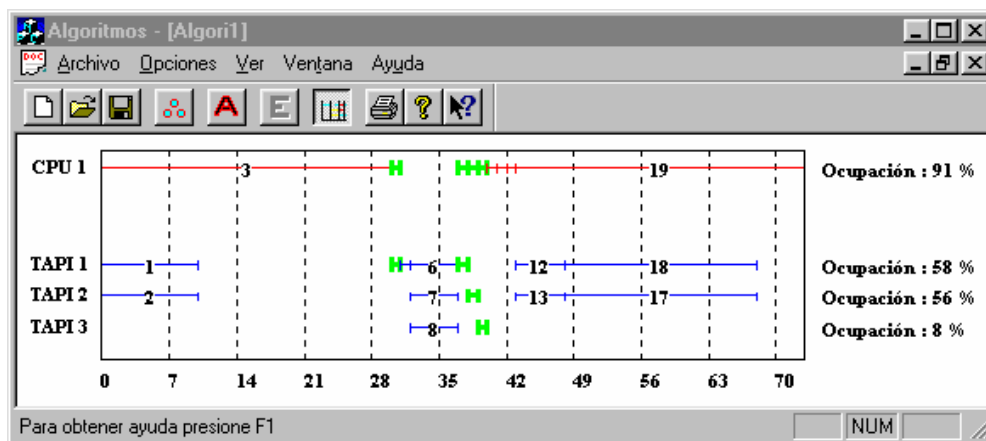 Algoritmos - [Algori1]
DOC Archivo Opciones Ver Ventana Ayuda
A E ? ?
CPU 1 3 19 Ocupación : 91 %
TAPI 1 1 6 12 18 Ocupación : 58 %
TAPI 2 2 7 13 17 Ocupación : 56 %
TAPI 3 8 Ocupación : 8 %
0 7 14 21 28 35 42 49 56 63 70
Para obtener ayuda presione F1 NUM